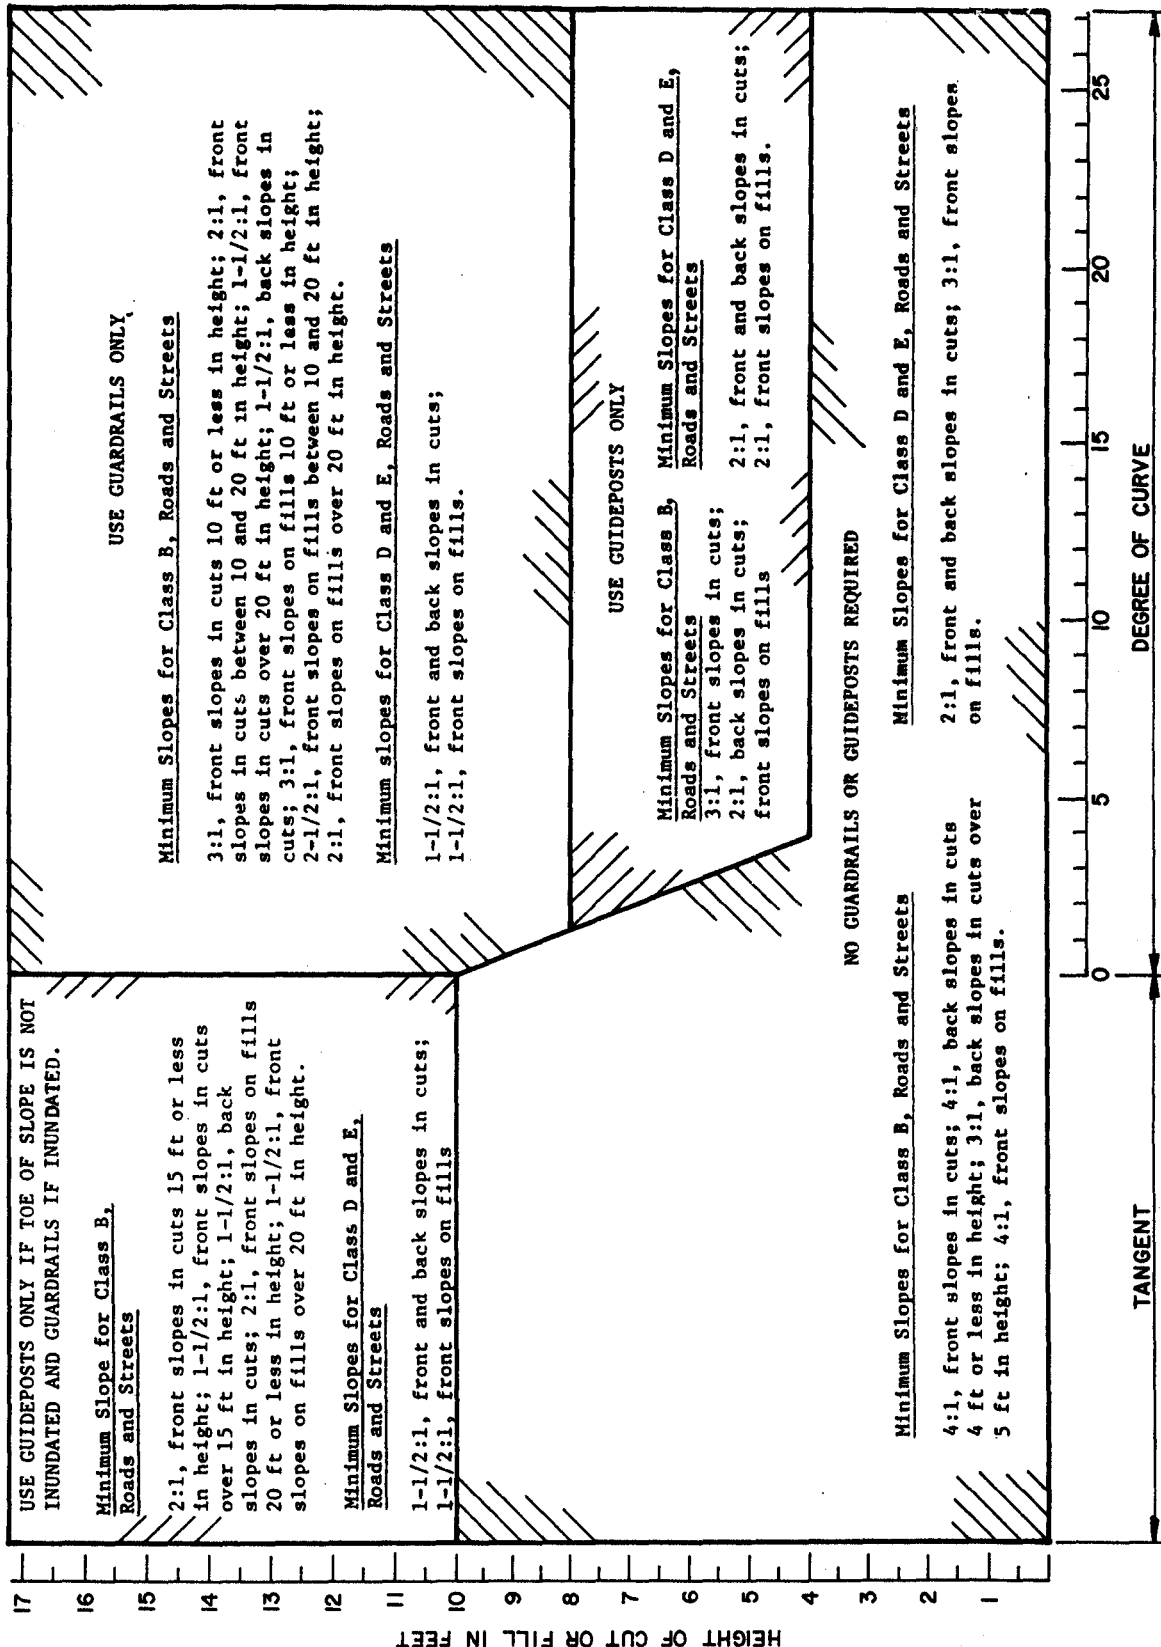 USE GUIDEPOSTS ONLY IF TOE OF SLOPE IS NOT
INUNDATED AND GUARDRAILS IF INUNDATED.
Minimum Slope for Class B,
Roads and Streets
2:1, front slopes in cuts 15 ft or less
in height; 1-1/2:1, front slopes in cuts
over 15 ft in height; 1-1/2:1, back
slopes in cuts; 2:1, front slopes on fills
20 ft or less in height; 1-1/2:1, front
slopes on fills over 20 ft in height.
Minimum Slopes for Class D and E,
Roads and Streets
1-1/2:1, front and back slopes in cuts;
1-1/2:1, front slopes on fills
USE GUARDRAILS ONLY
Minimum Slopes for Class B, Roads and Streets
3:1, front slopes in cuts 10 ft or less in height; 2:1, front
slopes in cuts between 10 and 20 ft in height; 1-1/2:1, front
slopes in cuts over 20 ft in height; 1-1/2:1, back slopes in
cuts; 3:1, front slopes on fills 10 ft or less in height;
2-1/2:1, front slopes on fills between 10 and 20 ft in height;
2:1, front slopes on fills over 20 ft in height.
Minimum slopes for Class D and E, Roads and Streets
1-1/2:1, front and back slopes in cuts;
1-1/2:1, front slopes on fills.
USE GUIDEPOSTS ONLY
Minimum Slopes for Class B,
Roads and Streets
3:1, front slopes in cuts;
2:1, back slopes in cuts;
front slopes on fills
Minimum Slopes for Class D and E,
Roads and Streets
2:1, front and back slopes in cuts;
2:1, front slopes on fills.
NO GUARDRAILS OR GUIDEPOSTS REQUIRED
Minimum Slopes for Class B, Roads and Streets
4:1, front slopes in cuts; 4:1, back slopes in cuts
4 ft or less in height; 3:1, back slopes in cuts over
5 ft in height; 4:1, front slopes on fills.
Minimum Slopes for Class D and E, Roads and Streets
2:1, front and back slopes in cuts; 3:1, front slopes
on fills.
17
16
15
14
13
12
11
10
9
8
7
6
5
4
3
2
1
HEIGHT OF CUT OR FILL IN FEET
0
5
10
15
20
25
TANGENT
DEGREE OF CURVE